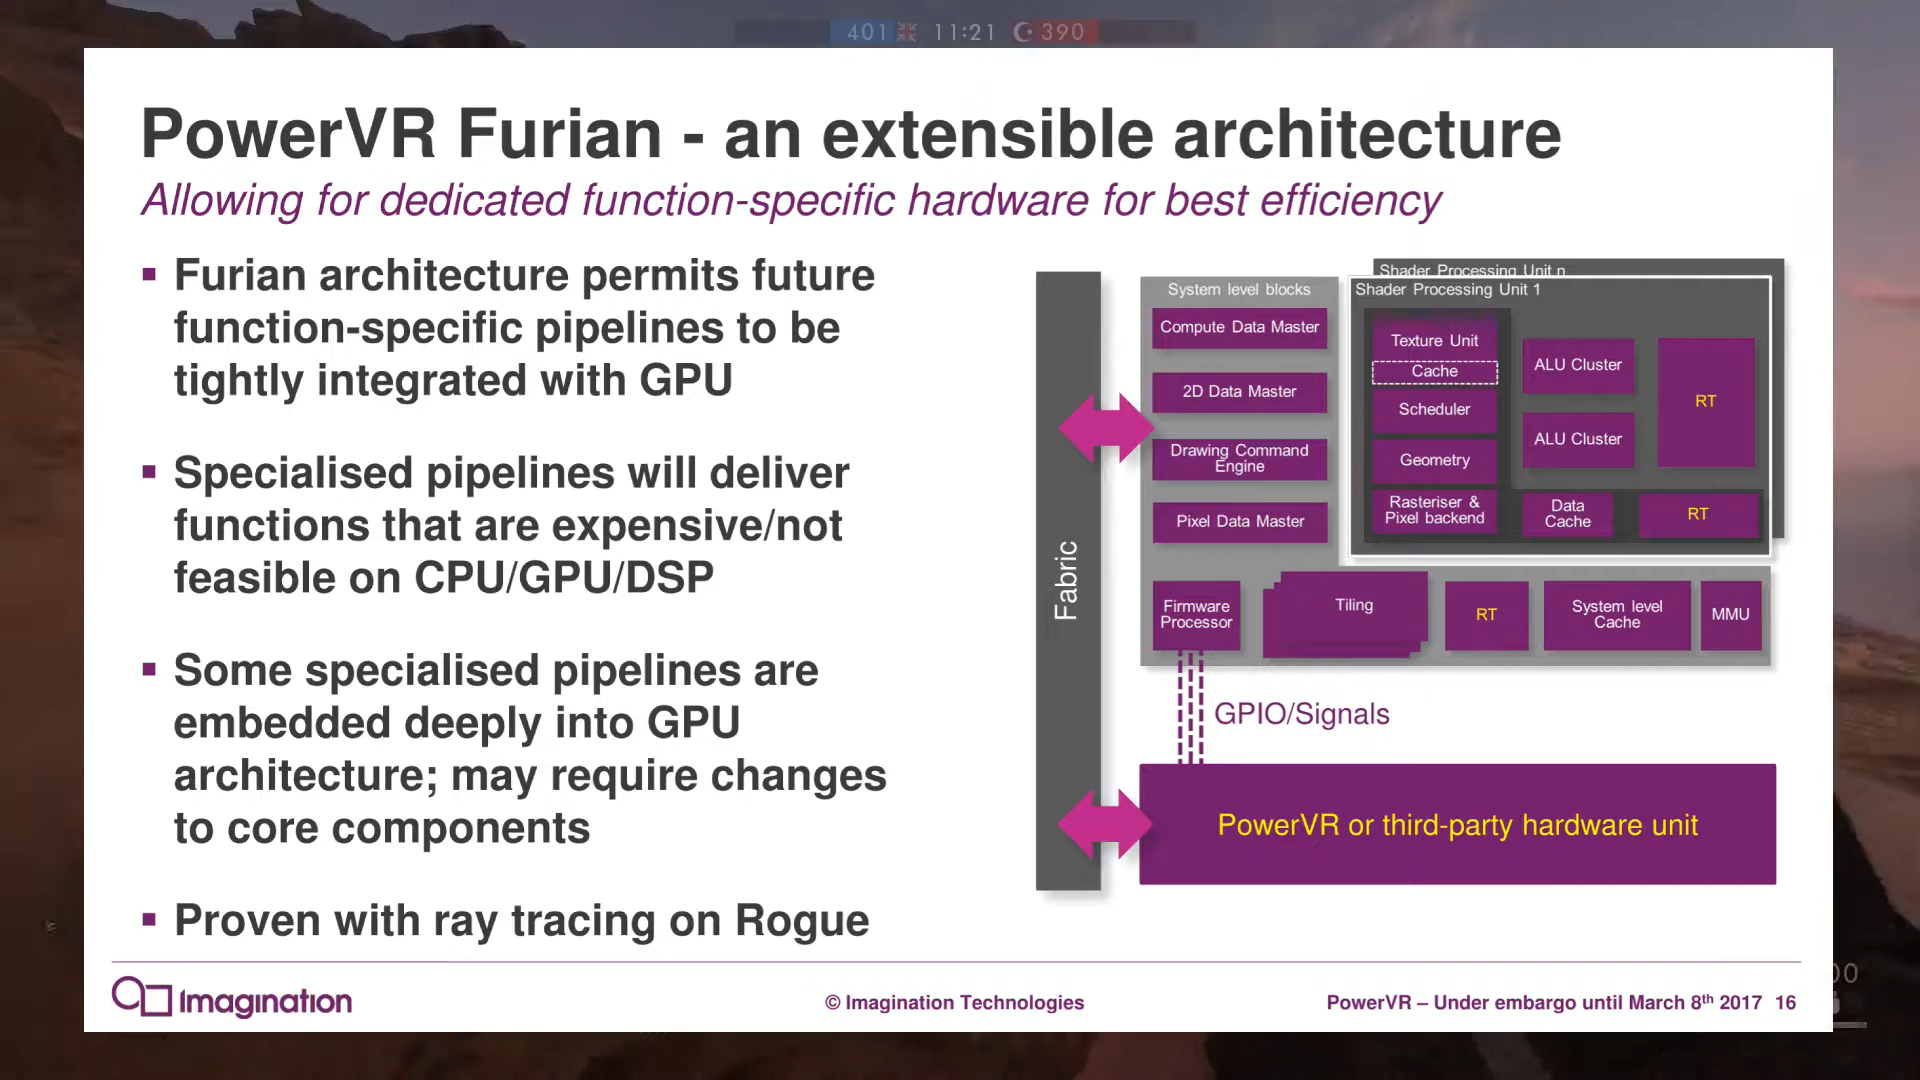 401 11:21 390
PowerVR Furian - an extensible architecture
Allowing for dedicated function-specific hardware for best efficiency
▪ Furian architecture permits future
function-specific pipelines to be
tightly integrated with GPU
▪ Specialised pipelines will deliver
functions that are expensive/not
feasible on CPU/GPU/DSP
▪ Some specialised pipelines are
embedded deeply into GPU
architecture; may require changes
to core components
▪ Proven with ray tracing on Rogue
Fabric
System level blocks
Compute Data Master
2D Data Master
Drawing Command
Engine
Pixel Data Master
Shader Processing Unit n
Shader Processing Unit 1
Texture Unit
Cache
Scheduler
Geometry
Rasteriser &
Pixel backend
ALU Cluster
ALU Cluster
Data
Cache
RT
RT
Firmware
Processor
Tiling
RT
System level
Cache
MMU
GPIO/Signals
PowerVR or third-party hardware unit
Imagination
© Imagination Technologies
PowerVR – Under embargo until March 8th 2017 16